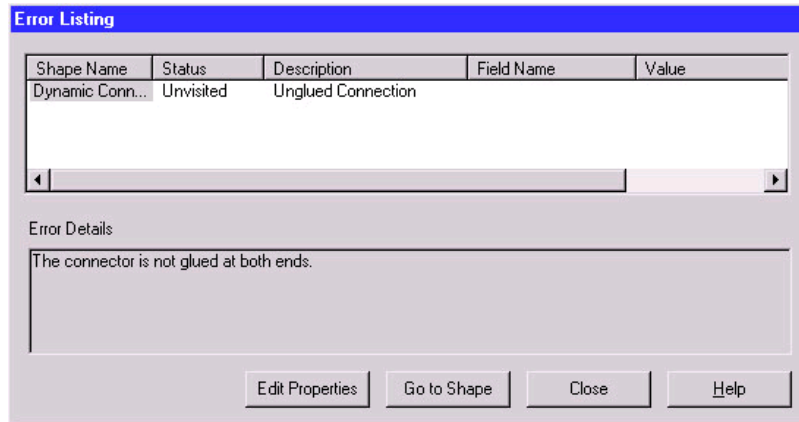 Error Listing
Shape Name Status Description Field Name Value
Dynamic Conn... Unvisited Unglued Connection
Error Details
The connector is not glued at both ends.
Edit Properties Go to Shape Close Help